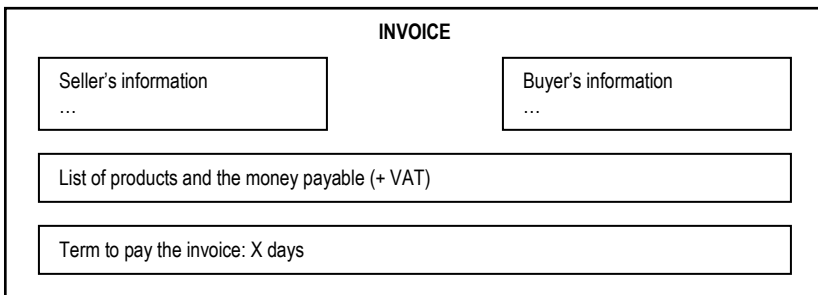 INVOICE
Seller’s information
…
Buyer’s information
…
List of products and the money payable (+ VAT)
Term to pay the invoice: X days